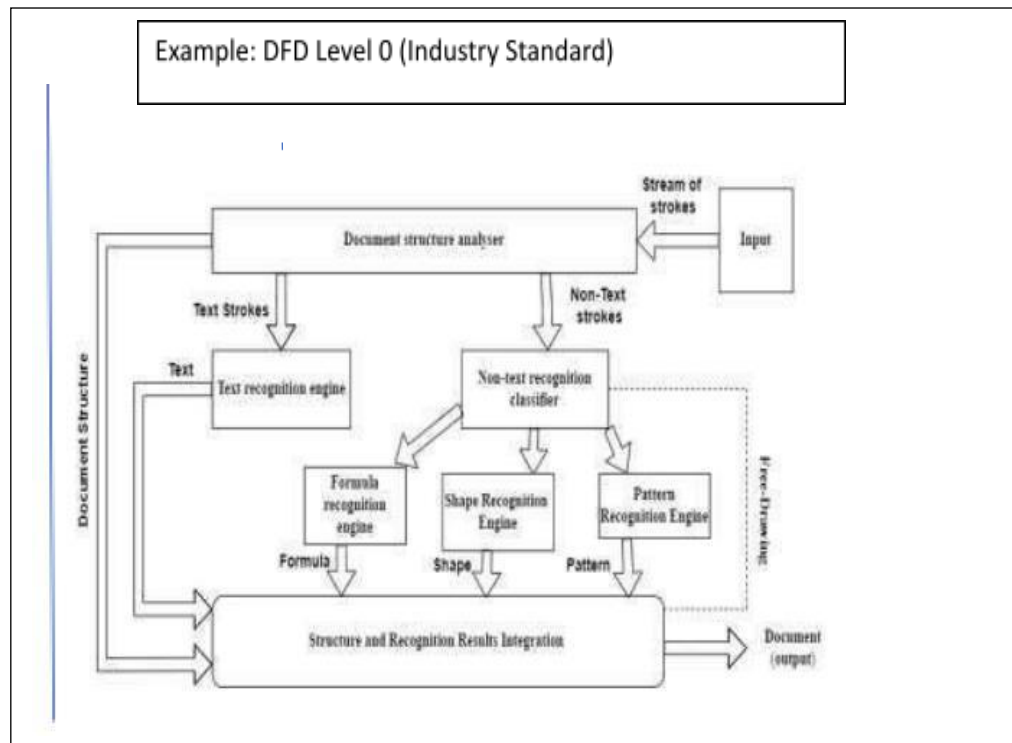 Example: DFD Level 0 (Industry Standard)
Stream of
strokes
Input
Document structure analyser
Text Strokes
Non-Text
strokes
Text
Text recognition engine
Non-text recognition
classifier
Document Structure
Free-Drawing
Formula
recognition
engine
Shape Recognition
Engine
Pattern
Recognition Engine
Formula
Shape
Pattern
Structure and Recognition Results Integration
Document
(output)